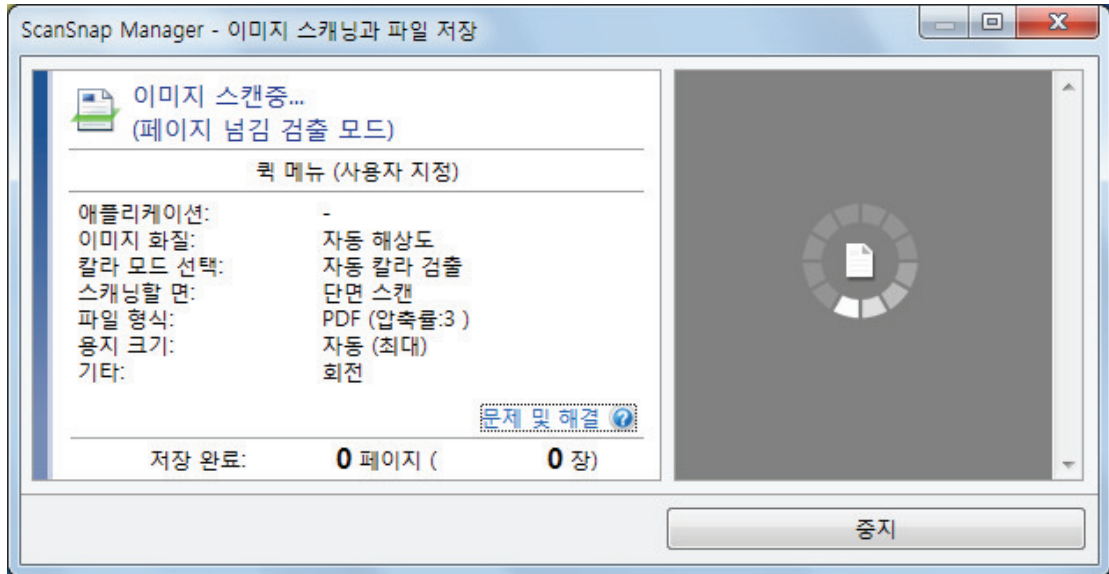 ScanSnap Manager - 이미지 스캐닝과 파일 저장
이미지 스캔중...
(페이지 넘김 검출 모드)
퀵 메뉴 (사용자 지정)
애플리케이션: -
이미지 화질: 자동 해상도
칼라 모드 선택: 자동 칼라 검출
스캐닝할 면: 단면 스캔
파일 형식: PDF (압축률:3 )
용지 크기: 자동 (최대)
기타: 회전
문제 및 해결 ?
저장 완료: 0 페이지 ( 0 장)
중지